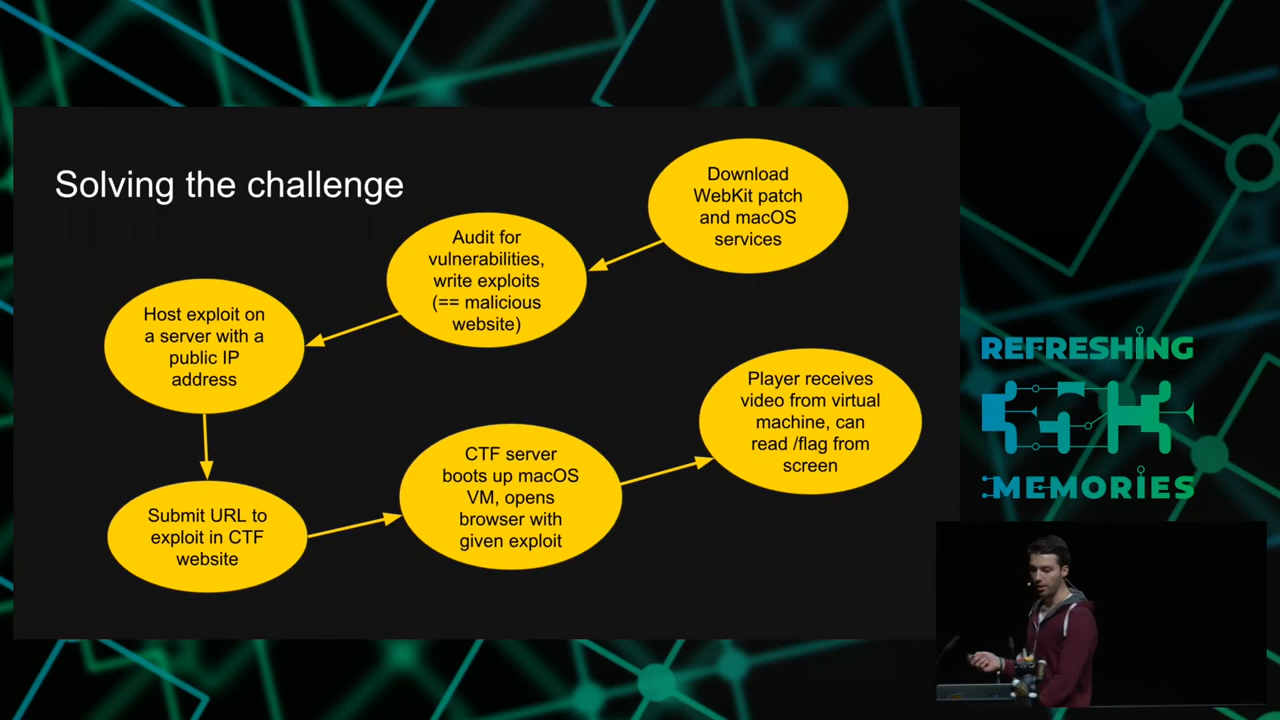 Solving the challenge
Download
WebKit patch
and macOS
services
Audit for
vulnerabilities,
write exploits
(== malicious
website)
Host exploit on
a server with a
public IP
address
Submit URL to
exploit in CTF
website
CTF server
boots up macOS
VM, opens
browser with
given exploit
Player receives
video from virtual
machine, can
read /flag from
screen
REFRESHING
35C3
MEMORIES